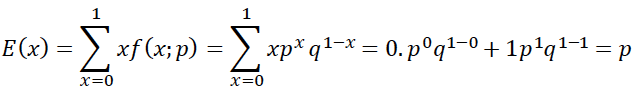 E(x) = ∑_{x=0}^{1} xf(x; p) = ∑_{x=0}^{1} xp^x q^{1−x} = 0. p^0 q^{1−0} + 1p^1 q^{1−1} = p